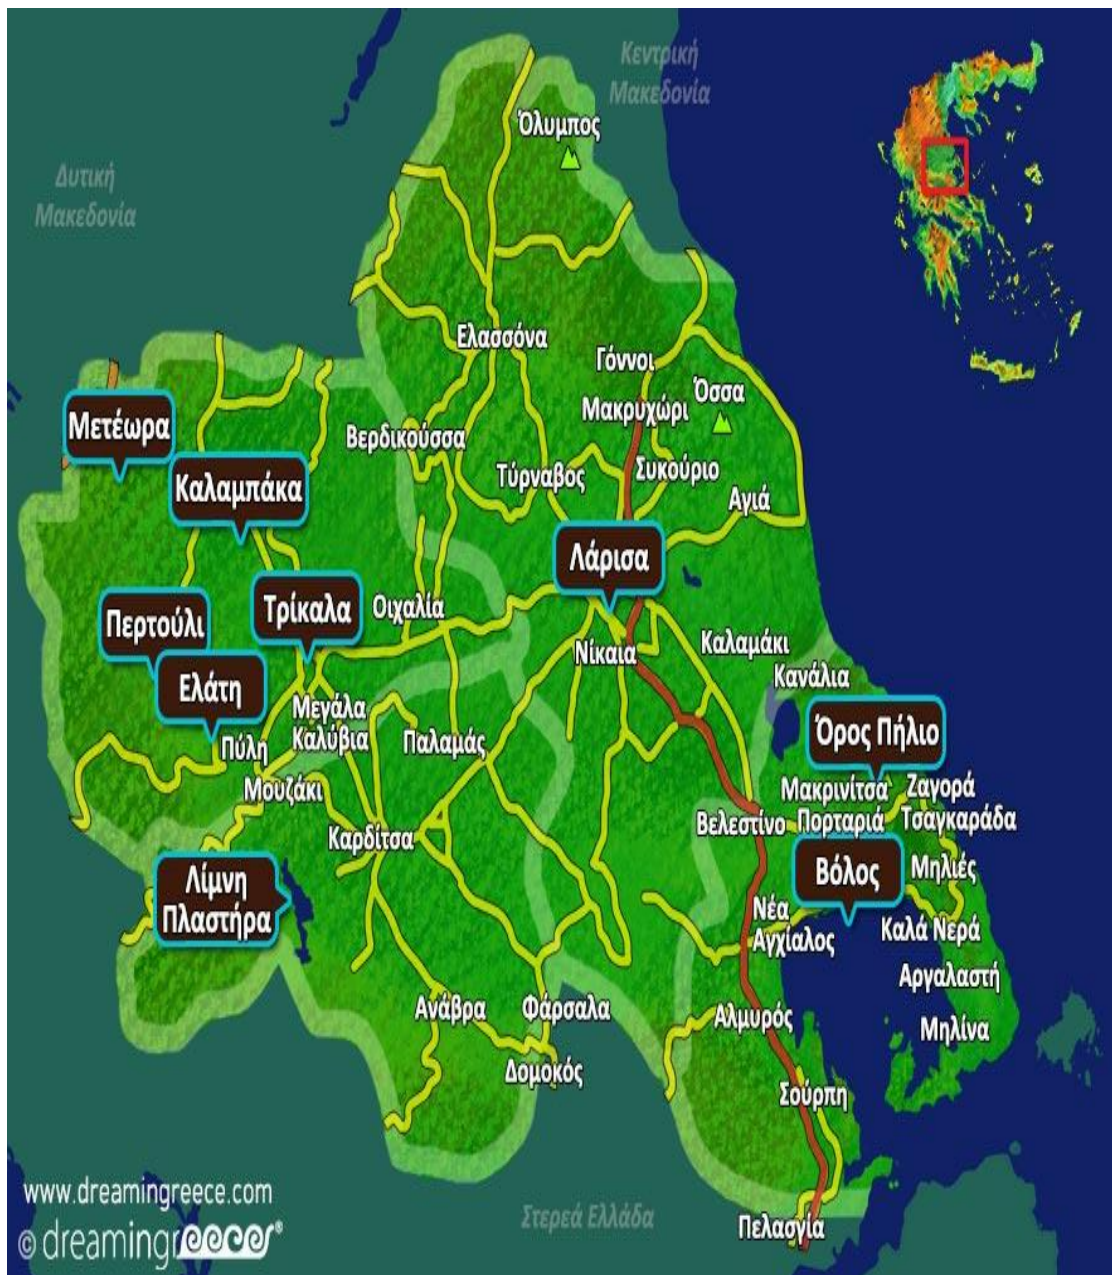 Κεντρική
Μακεδονία
Όλυμπος
Δυτική
Μακεδονία
Ελασσόνα
Γόννοι
Όσσα
Μακρυχώρι
Μετέωρα
Βερδικούσσα
Συκούριο
Τύρναβος
Καλαμπάκα
Αγιά
Λάρισα
Τρίκαλα
Οιχαλία
Περτούλι
Καλαμάκι
Νίκαια
Κανάλια
Ελάτη
Μεγάλα
Καλύβια
Όρος Πήλιο
Πύλη
Παλαμάς
Μουζάκι
Μακρινίτσα
Ζαγορά
Βελεστίνο
Πορταριά
Τσαγκαράδα
Καρδίτσα
Βόλος
Μηλιές
Λίμνη
Πλαστήρα
Νέα
Αγχίαλος
Καλά Νερά
Αργαλαστή
Ανάβρα
Φάρσαλα
Αλμυρός
Μηλίνα
Δομοκός
Σούρπη
www.dreamingreece.com
Στερεά Ελλάδα
Πελασγία
© dreamingreece®